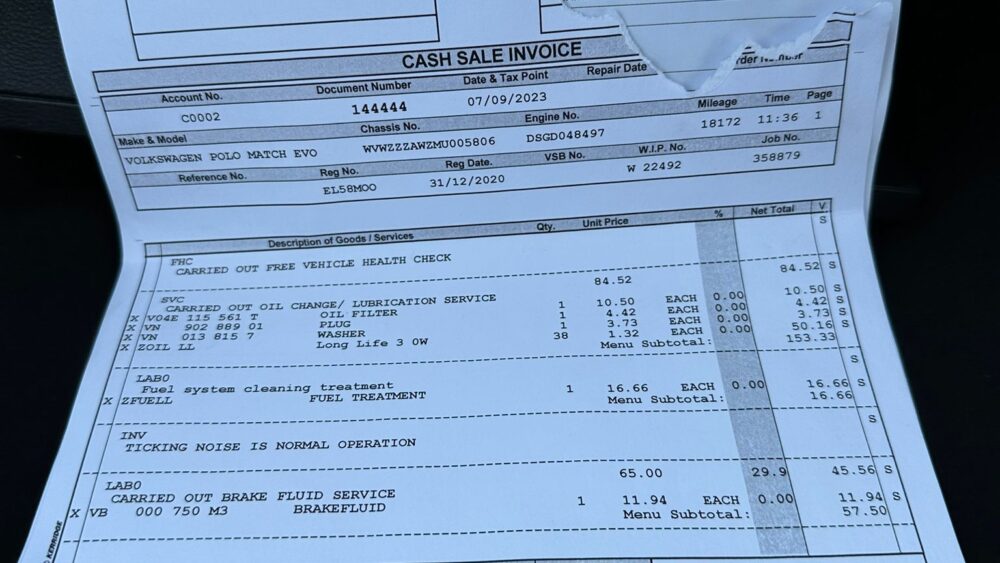 CASH SALE INVOICE
Account No. Document Number Date & Tax Point Repair Date
C0002 144444 07/09/2023
Make & Model Chassis No. Engine No. Mileage Time Page
VOLKSWAGEN POLO MATCH EVO WVWZZZAWZMU005806 DSGD048497 18172 11:36 1
Reference No. Reg No. Reg Date. VSB No. W.I.P. No. Job No.
EL58MOO 31/12/2020 W 22492 358879
Description of Goods / Services Qty. Unit Price % Net Total V
FHC S
CARRIED OUT FREE VEHICLE HEALTH CHECK
SVC 84.52 84.52 S
CARRIED OUT OIL CHANGE/ LUBRICATION SERVICE
X V04E 115 561 T OIL FILTER 1 10.50 EACH 0.00 10.50 S
X VN 902 889 01 PLUG 1 4.42 EACH 0.00 4.42 S
X VN 013 815 7 WASHER 1 3.73 EACH 0.00 3.73 S
X ZOIL LL Long Life 3 0W 38 1.32 EACH 0.00 50.16 S
Menu Subtotal: 153.33
LAB0 S
Fuel system cleaning treatment
X ZFUELL FUEL TREATMENT 1 16.66 EACH 0.00 16.66 S
Menu Subtotal: 16.66
INV S
TICKING NOISE IS NORMAL OPERATION
LAB0 65.00 29.9 45.56 S
CARRIED OUT BRAKE FLUID SERVICE
X VB 000 750 M3 BRAKEFLUID 1 11.94 EACH 0.00 11.94 S
Menu Subtotal: 57.50
© KERRIDGE